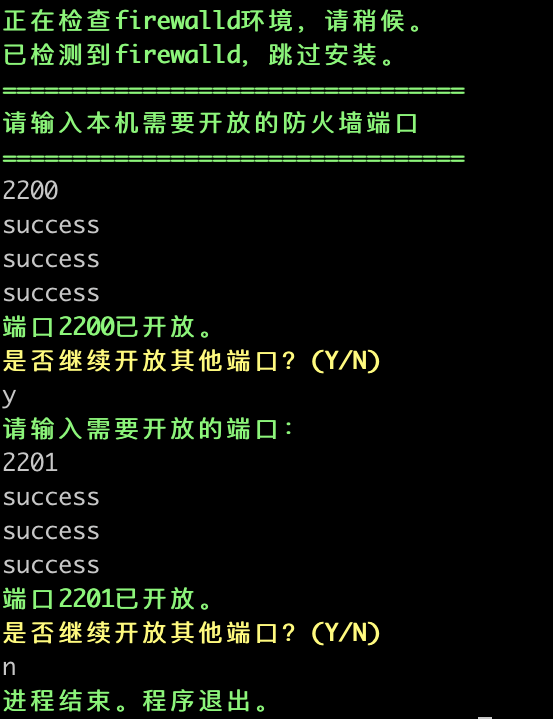 正在检查firewalld环境，请稍候。
已检测到firewalld，跳过安装。
=================================
请输入本机需要开放的防火墙端口
=================================
2200
success
success
success
端口2200已开放。
是否继续开放其他端口？(Y/N)
y
请输入需要开放的端口：
2201
success
success
success
端口2201已开放。
是否继续开放其他端口？(Y/N)
n
进程结束。程序退出。